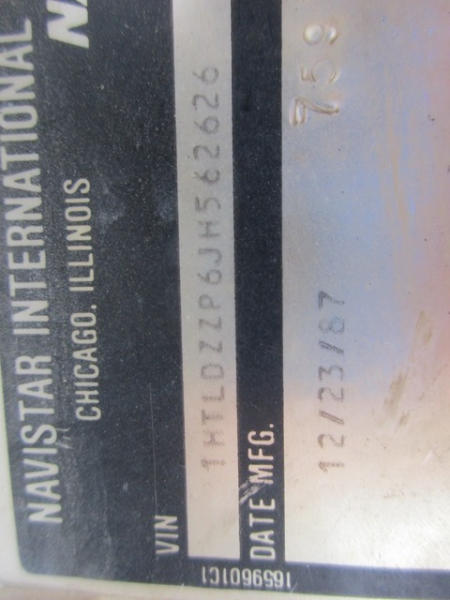 NAVISTAR INTERNATIONAL
CHICAGO, ILLINOIS
VIN
1HTLDZZP6JH562626
DATE MFG.
12/23/87
759
1659601C1